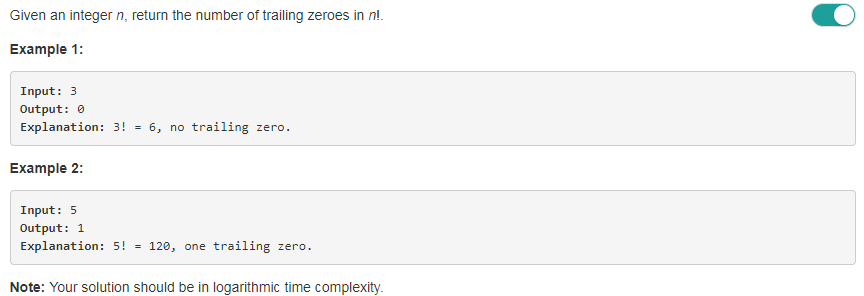 Given an integer n, return the number of trailing zeroes in n!.
Example 1:
Input: 3
Output: 0
Explanation: 3! = 6, no trailing zero.
Example 2:
Input: 5
Output: 1
Explanation: 5! = 120, one trailing zero.
Note: Your solution should be in logarithmic time complexity.